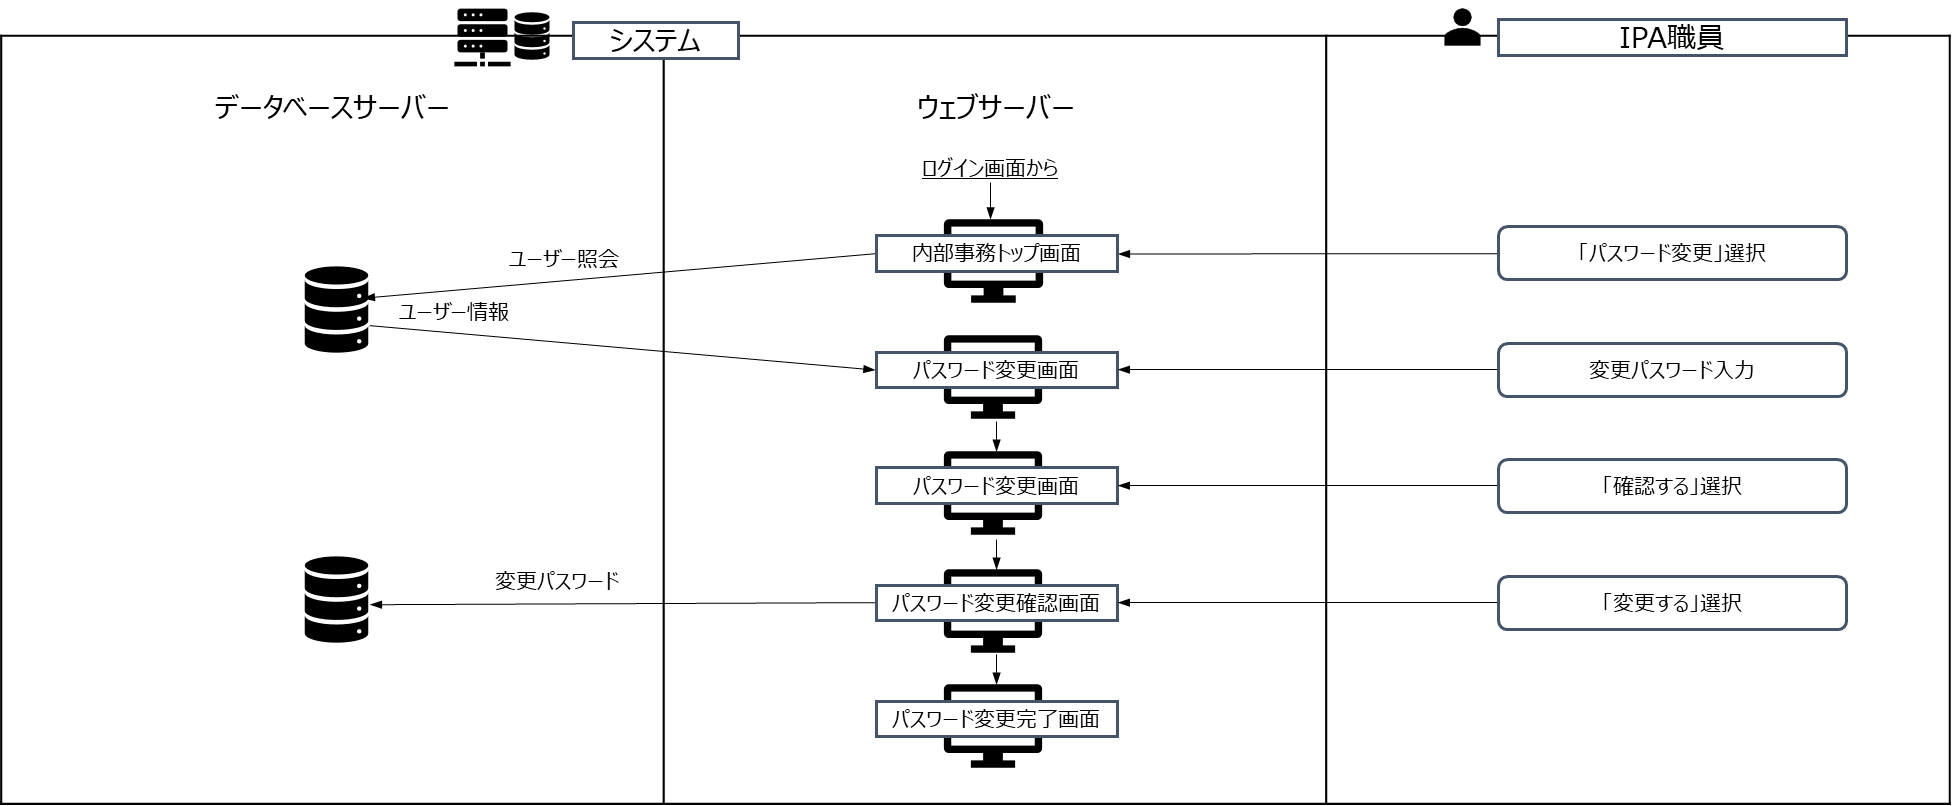 システム
IPA職員
データベースサーバー
ウェブサーバー
ログイン画面から
内部事務トップ画面
「パスワード変更」選択
ユーザー照会
ユーザー情報
パスワード変更画面
変更パスワード入力
パスワード変更画面
「確認する」選択
変更パスワード
パスワード変更確認画面
「変更する」選択
パスワード変更完了画面